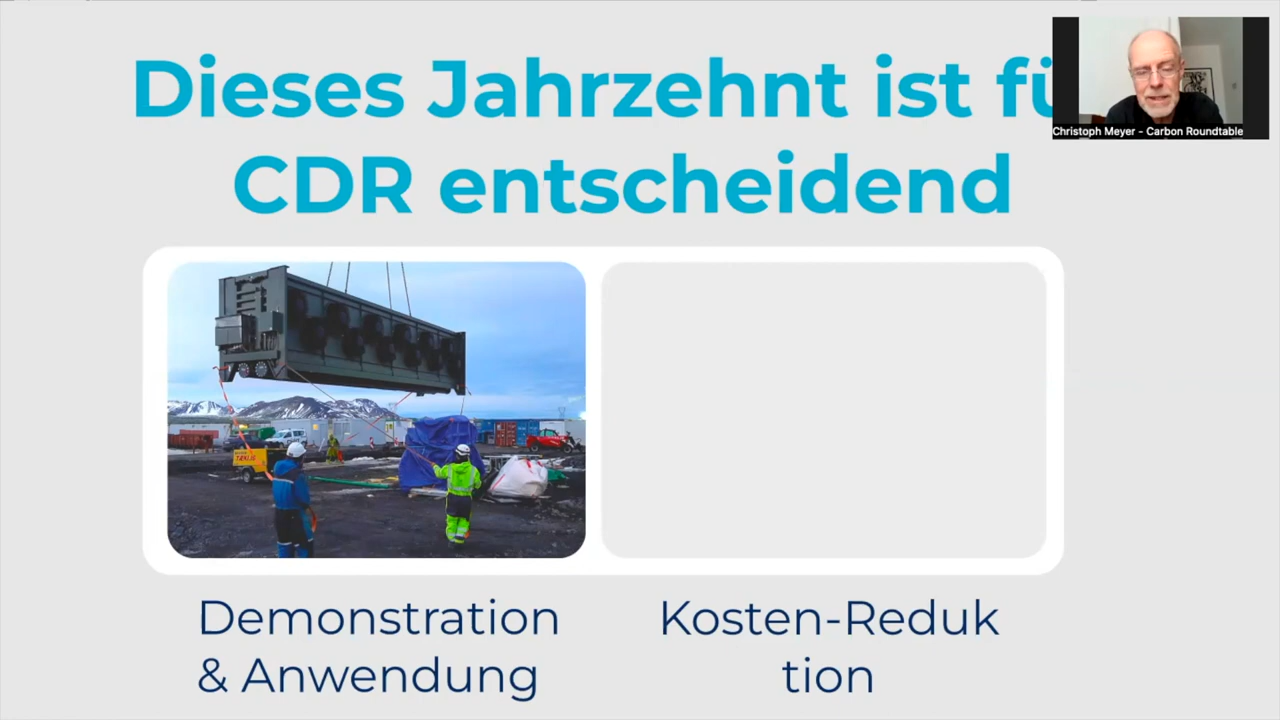 Dieses Jahrzehnt ist fü
CDR entscheidend
Christoph Meyer - Carbon Roundtable
Demonstration
& Anwendung
Kosten-Reduk
tion